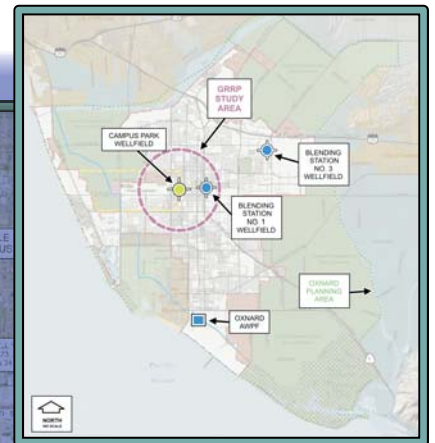 GRRP
STUDY
AREA
CAMPUS PARK
WELLFIELD
BLENDING
STATION
NO. 3
WELLFIELD
BLENDING
STATION
NO. 1
WELLFIELD
OXNARD
PLANNING
AREA
OXNARD
AWPF
NORTH